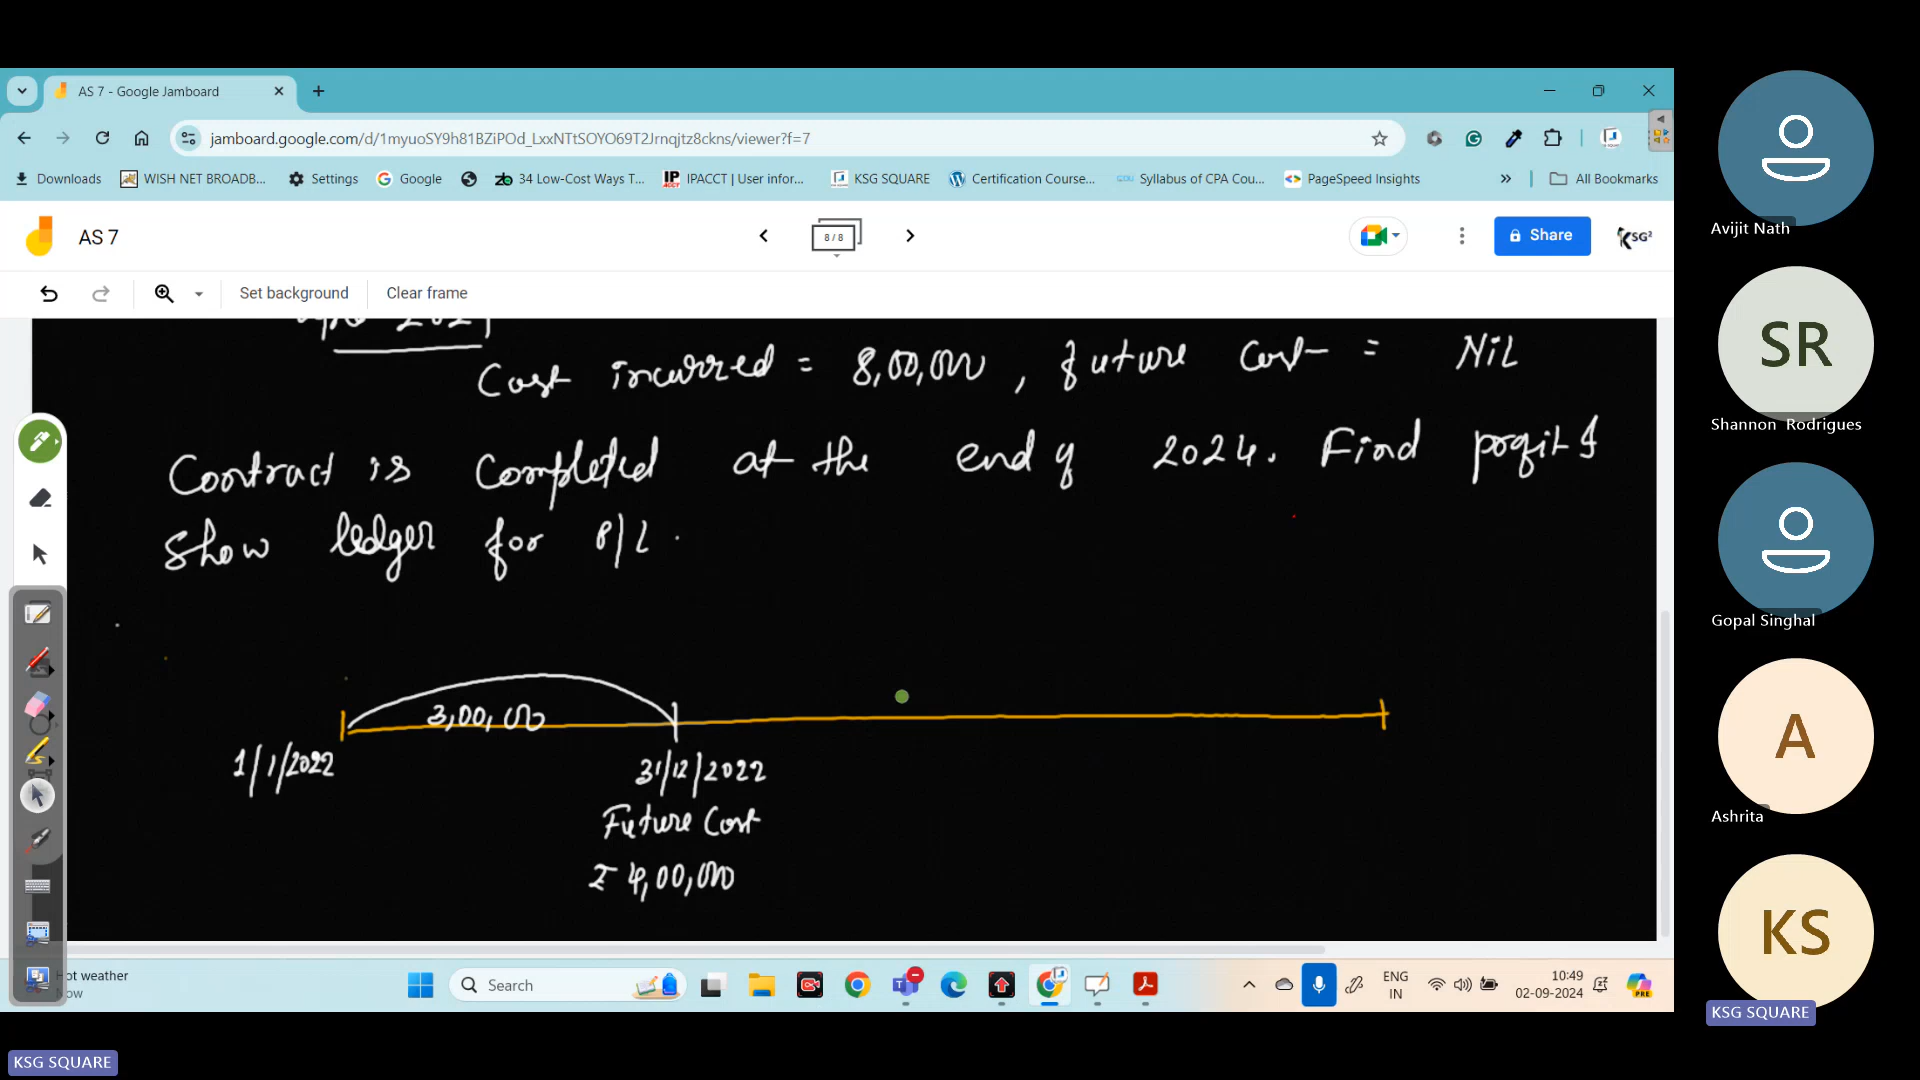 AS 7 - Google Jamboard
jamboard.google.com/d/1myuoSY9h81BZiPOd_LxxNTtSOYO69T2Jrnqjtz8ckns/viewer?f=7
Downloads WISH NET BROADB... Settings Google 34 Low-Cost Ways T... IPACCT | User infor... KSG SQUARE Certification Course... Syllabus of CPA Cou... PageSpeed Insights » All Bookmarks
AS 7 8 / 8 Share KSG²
Set background Clear frame
Cost incurred = 8,00,000, future cost = NIL
Contract is completed at the end of 2024. Find profit &
show ledger for P/L.
3,00,000
1/1/2022
31/12/2022
Future Cost
₹ 4,00,000
Hot weather
Now
Search
ENG
IN
10:49
02-09-2024
PRE
Avijit Nath
SR
Shannon Rodrigues
Gopal Singhal
A
Ashrita
KS
KSG SQUARE
KSG SQUARE